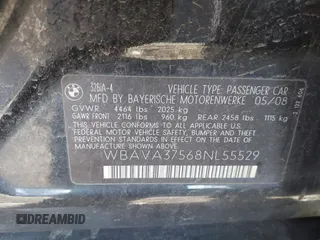 BMW
326A-4 VEHICLE TYPE: PASSENGER CAR
MFD BY BAYERISCHE MOTORENWERKE 05/08
GVWR 4464 lbs 2025 kg
GAWR FRONT 2116 lbs 960 kg REAR 2458 lbs 1115 kg
THIS VEHICLE CONFORMS TO ALL APPLICABLE U.S.
FEDERAL MOTOR VEHICLE SAFETY, BUMPER AND
THEFT PREVENTION STANDARDS IN EFFECT ON THE DATE
OF MANUFACTURE SHOWN ABOVE
WBAVA37568NL55529
DREAMBID